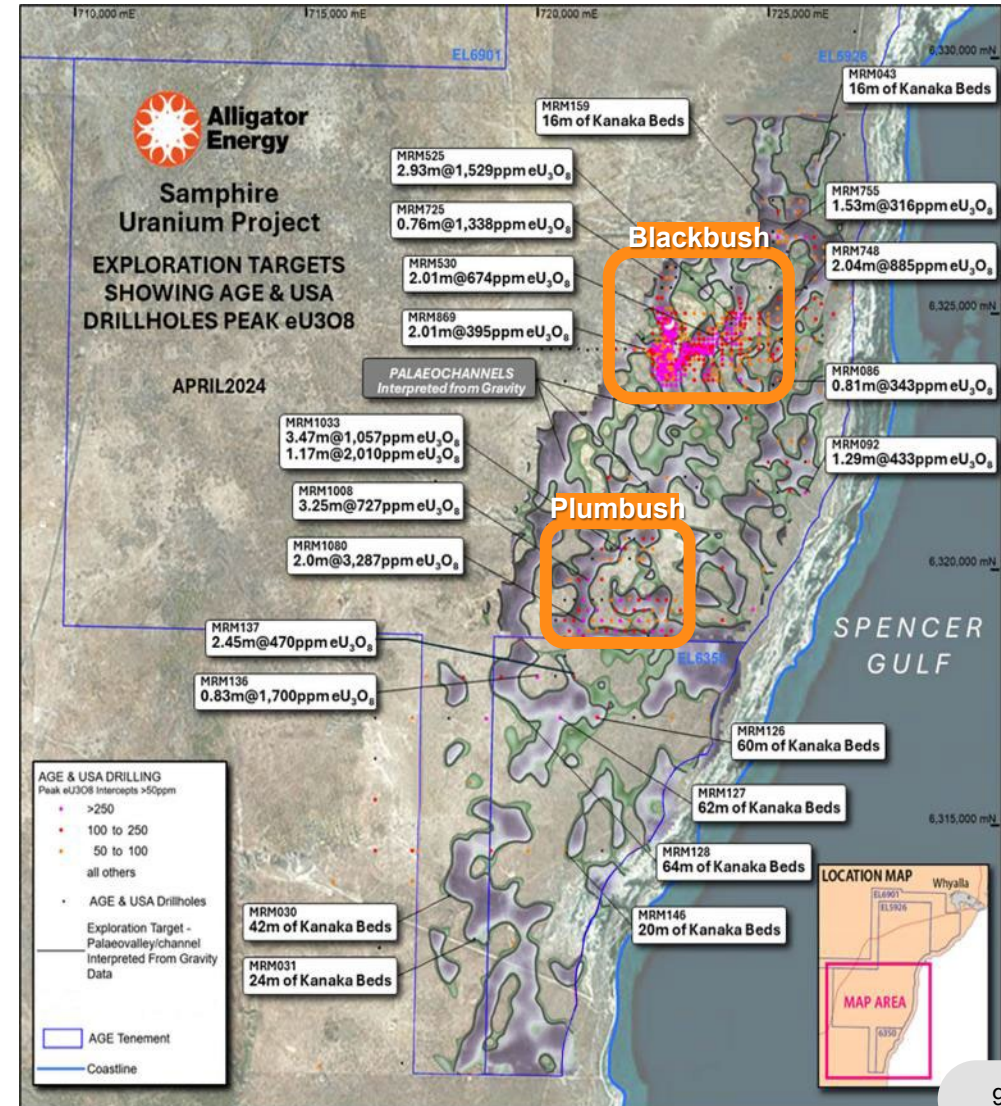 710,000 mE
715,000 mE
720,000 mE
725,000 mE
EL6901
EL5926
6,330,000 mN
Alligator
Energy
Samphire
Uranium Project
EXPLORATION TARGETS
SHOWING AGE & USA
DRILLHOLES PEAK eU3O8
APRIL2024
MRM043
16m of Kanaka Beds
MRM159
16m of Kanaka Beds
MRM525
2.93m@1,529ppm eU₃O₈
MRM725
0.76m@1,338ppm eU₃O₈
MRM530
2.01m@674ppm eU₃O₈
MRM869
2.01m@395ppm eU₃O₈
PALAEOCHANNELS
Interpreted from Gravity
Blackbush
MRM755
1.53m@316ppm eU₃O₈
MRM748
2.04m@885ppm eU₃O₈
6,325,000 mN
MRM086
0.81m@343ppm eU₃O₈
MRM092
1.29m@433ppm eU₃O₈
MRM1033
3.47m@1,057ppm eU₃O₈
1.17m@2,010ppm eU₃O₈
MRM1008
3.25m@727ppm eU₃O₈
MRM1080
2.0m@3,287ppm eU₃O₈
Plumbush
6,320,000 mN
SPENCER
GULF
MRM137
2.45m@470ppm eU₃O₈
MRM136
0.83m@1,700ppm eU₃O₈
EL6350
MRM126
60m of Kanaka Beds
MRM127
62m of Kanaka Beds
6,315,000 mN
MRM128
64m of Kanaka Beds
MRM146
20m of Kanaka Beds
MRM030
42m of Kanaka Beds
MRM031
24m of Kanaka Beds
AGE & USA DRILLING
Peak eU3O8 Intercepts >50ppm
>250
100 to 250
50 to 100
all others
AGE & USA Drillholes
Exploration Target -
Palaeovalley/channel
Interpreted From Gravity
Data
AGE Tenement
Coastline
LOCATION MAP
Whyalla
EL6901
EL5926
MAP AREA
6350
9